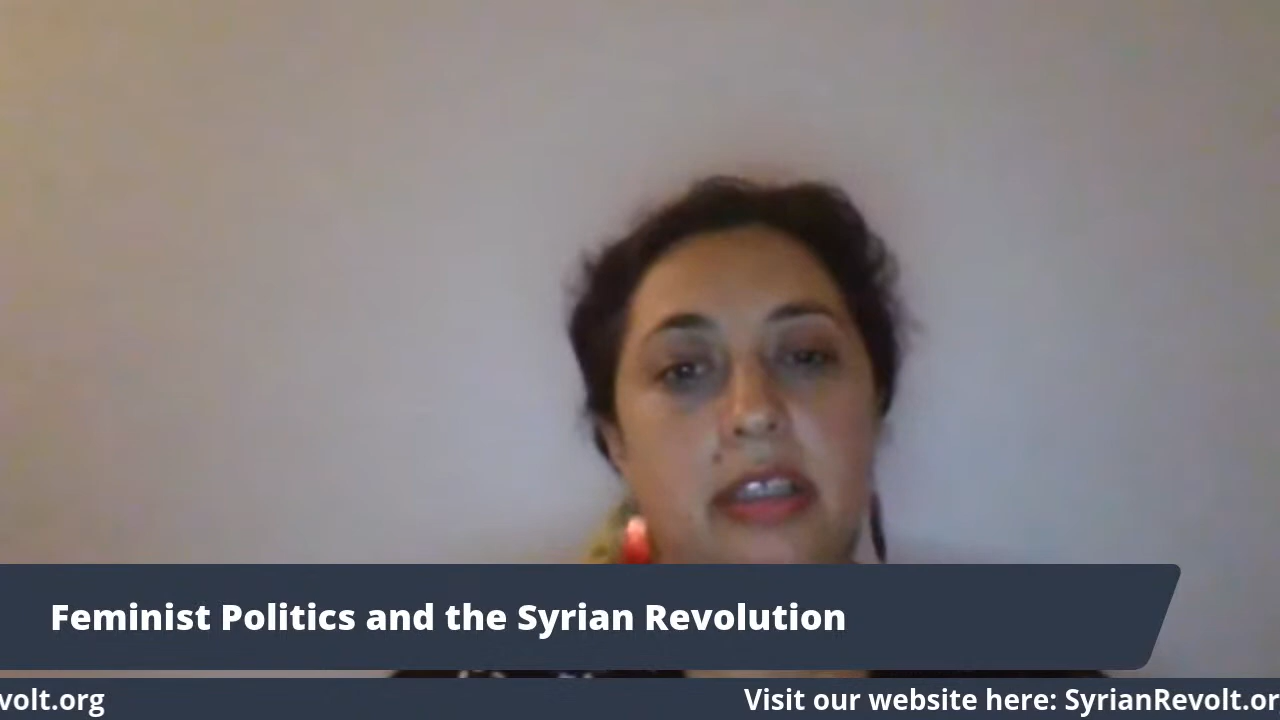 Feminist Politics and the Syrian Revolution
volt.org Visit our website here: SyrianRevolt.or